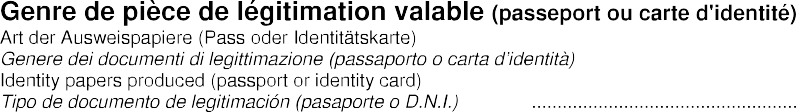 Genre de pièce de légitimation valable (passeport ou carte d'identité)
Art der Ausweispapiere (Pass oder Identitätskarte)
Genere dei documenti di legittimazione (passaporto o carta d'identità)
Identity papers produced (passport or identity card)
Tipo de documento de legitimación (pasaporte o D.N.I.) ....................................................